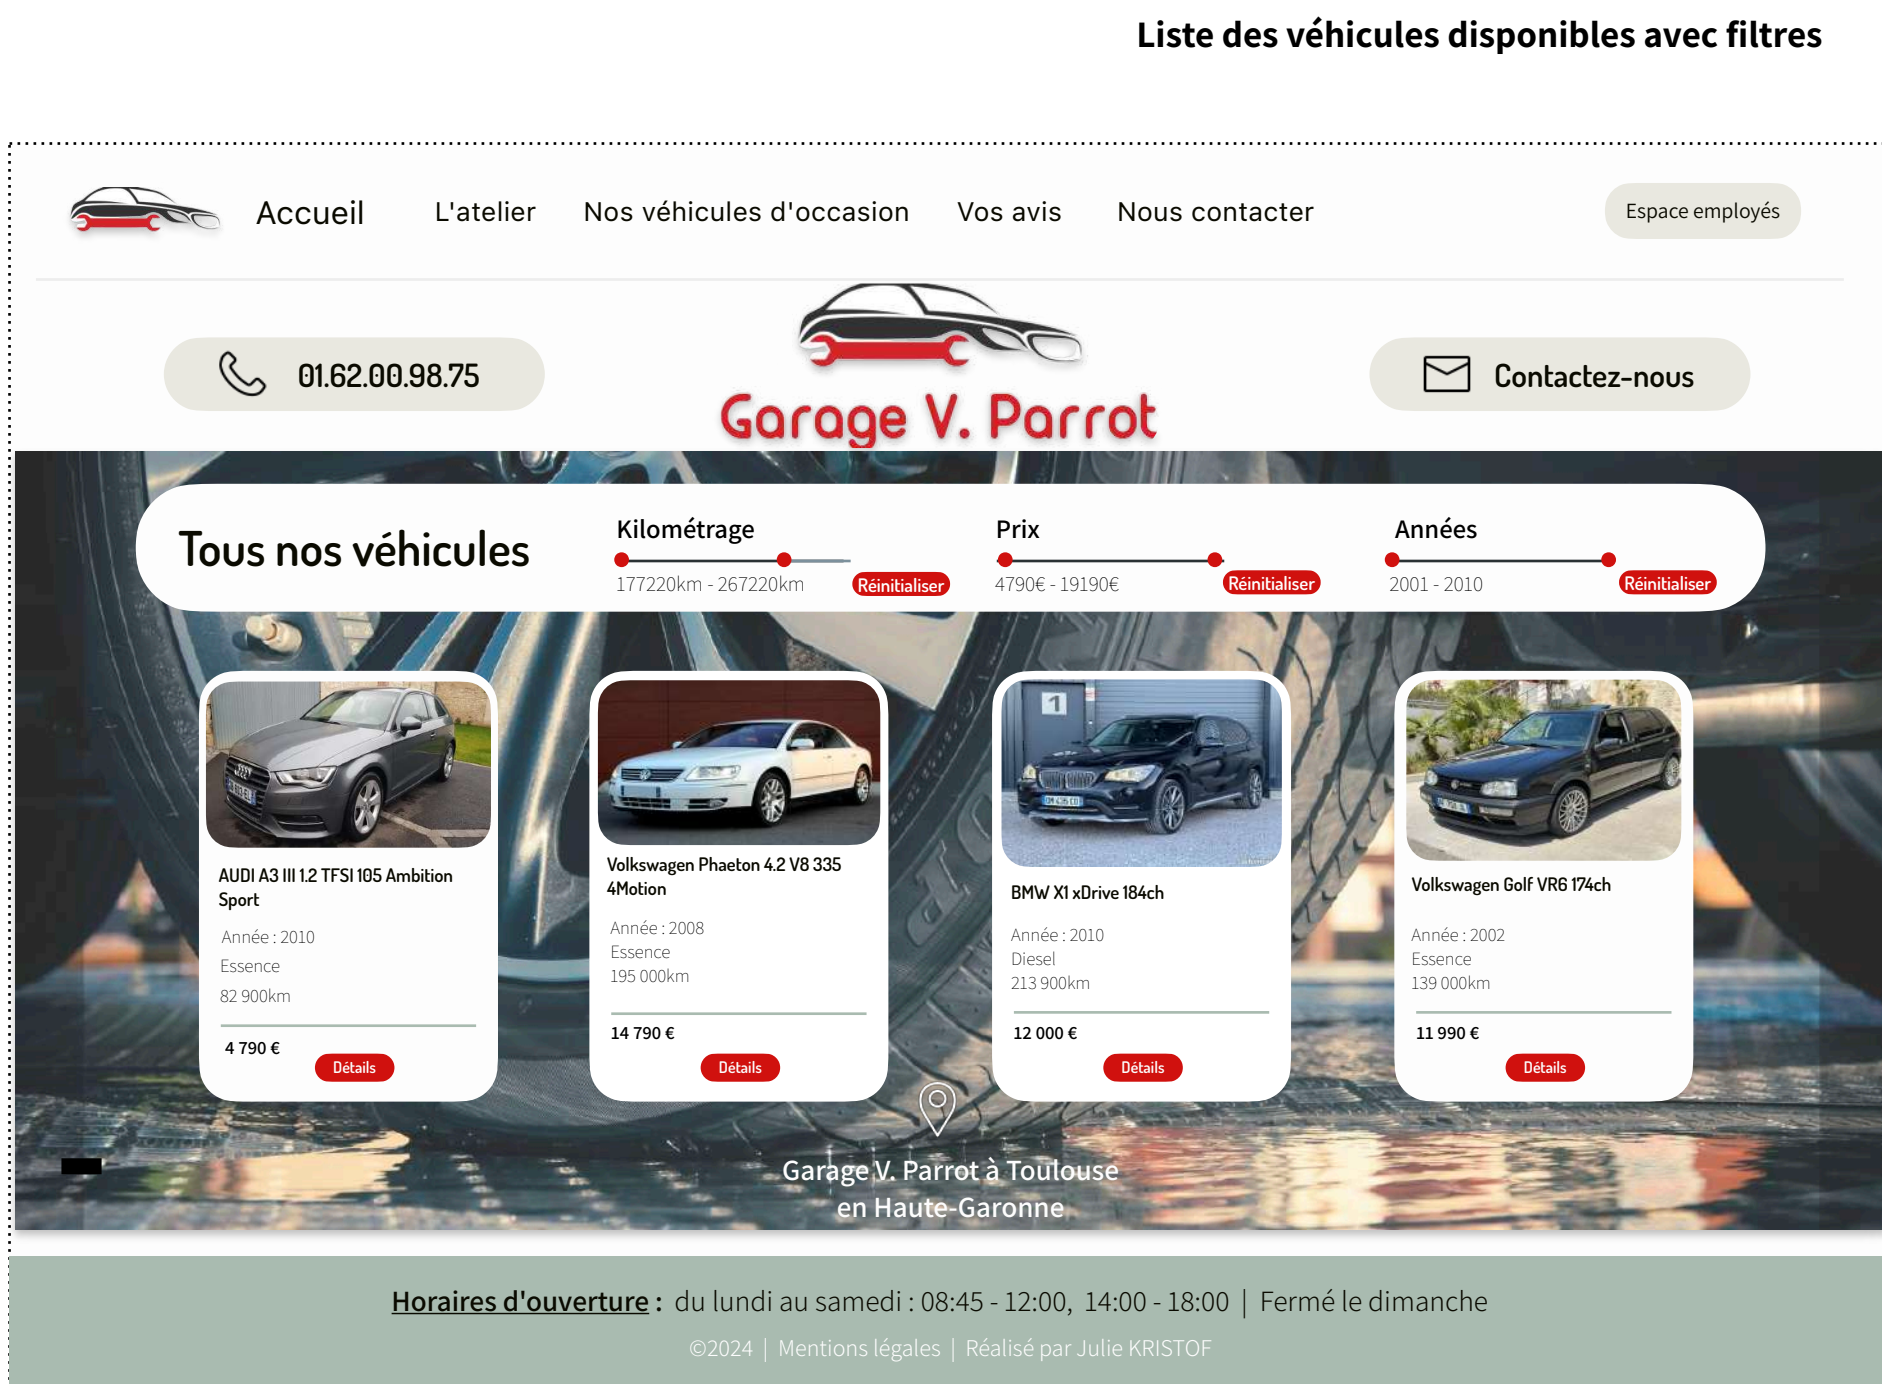 Liste des véhicules disponibles avec filtres
Accueil
L'atelier
Nos véhicules d'occasion
Vos avis
Nous contacter
Espace employés
01.62.00.98.75
Garage V. Parrot
Contactez-nous
Tous nos véhicules
Kilométrage
177220km - 267220km
Réinitialiser
Prix
4790€ - 19190€
Réinitialiser
Années
2001 - 2010
Réinitialiser
AUDI A3 III 1.2 TFSI 105 Ambition
Sport
Année : 2010
Essence
82 900km
4 790 €
Détails
Volkswagen Phaeton 4.2 V8 335
4Motion
Année : 2008
Essence
195 000km
14 790 €
Détails
1
BMW X1 xDrive 184ch
Année : 2010
Diesel
213 900km
12 000 €
Détails
Volkswagen Golf VR6 174ch
Année : 2002
Essence
139 000km
11 990 €
Détails
Garage V. Parrot à Toulouse
en Haute-Garonne
Horaires d'ouverture : du lundi au samedi : 08:45 - 12:00, 14:00 - 18:00 | Fermé le dimanche
©2024 | Mentions légales | Réalisé par Julie KRISTOF